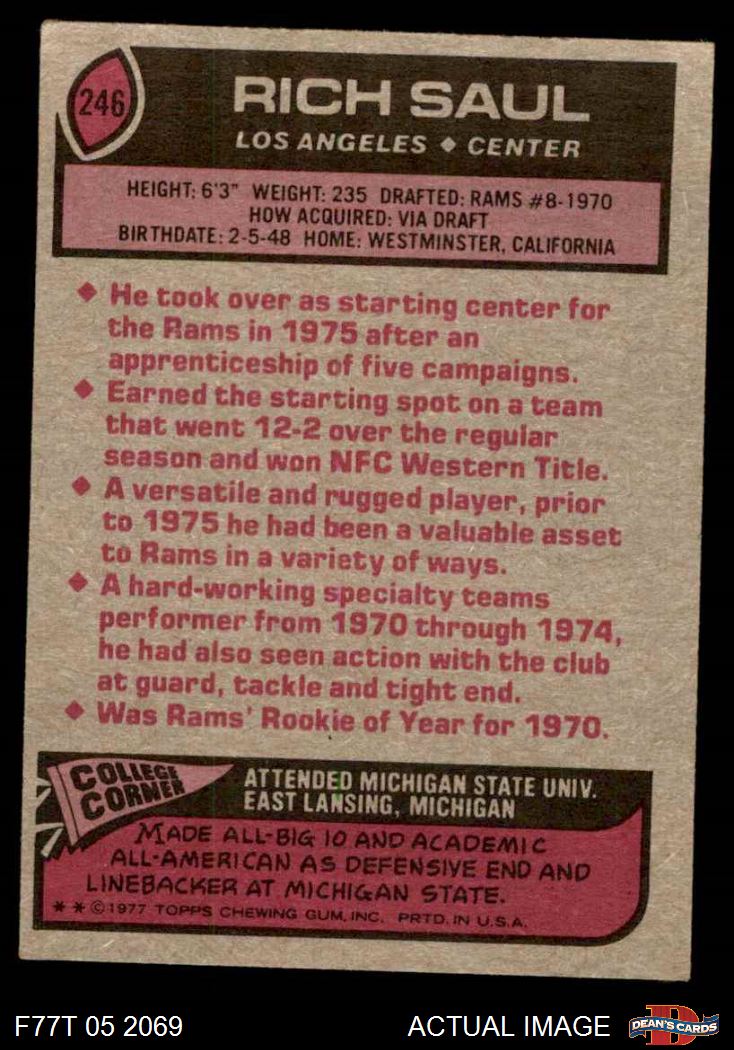 246
RICH SAUL
LOS ANGELES ◆ CENTER
HEIGHT: 6'3" WEIGHT: 235 DRAFTED: RAMS #8-1970
HOW ACQUIRED: VIA DRAFT
BIRTHDATE: 2-5-48 HOME: WESTMINSTER, CALIFORNIA
◆ He took over as starting center for
the Rams in 1975 after an
apprenticeship of five campaigns.
◆ Earned the starting spot on a team
that went 12-2 over the regular
season and won NFC Western Title.
◆ A versatile and rugged player, prior
to 1975 he had been a valuable asset
to Rams in a variety of ways.
◆ A hard-working specialty teams
performer from 1970 through 1974,
he had also seen action with the club
at guard, tackle and tight end.
◆ Was Rams' Rookie of Year for 1970.
COLLEGE
CORNER
ATTENDED MICHIGAN STATE UNIV.
EAST LANSING, MICHIGAN
MADE ALL-BIG 10 AND ACADEMIC
ALL-AMERICAN AS DEFENSIVE END AND
LINEBACKER AT MICHIGAN STATE.
* * © 1977 TOPPS CHEWING GUM, INC. PRTD. IN U.S.A.
F77T 05 2069
ACTUAL IMAGE
D
DEAN'S CARDS